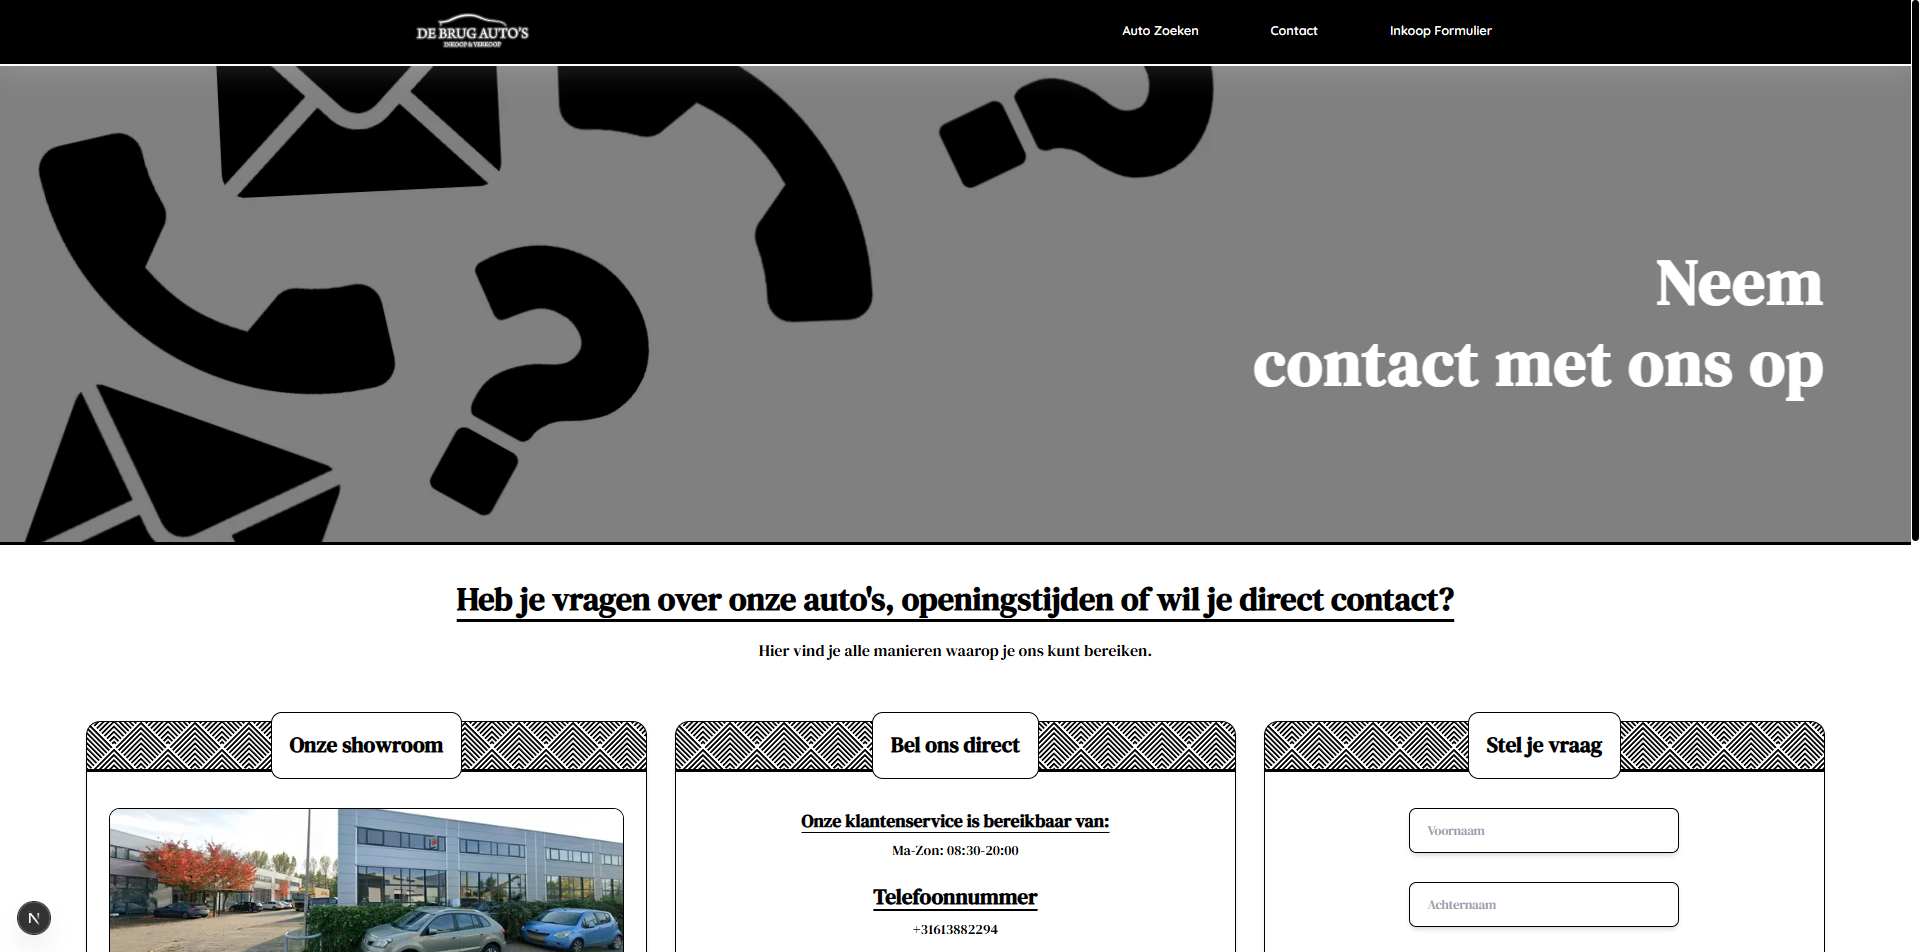 DE BRUG AUTO'S
INKOOP & VERKOOP
Auto Zoeken
Contact
Inkoop Formulier
Neem
contact met ons op
Heb je vragen over onze auto's, openingstijden of wil je direct contact?
Hier vind je alle manieren waarop je ons kunt bereiken.
Onze showroom
Bel ons direct
Onze klantenservice is bereikbaar van:
Ma-Zon: 08:30-20:00
Telefoonnummer
+31613882294
Stel je vraag
Voornaam
Achternaam
N